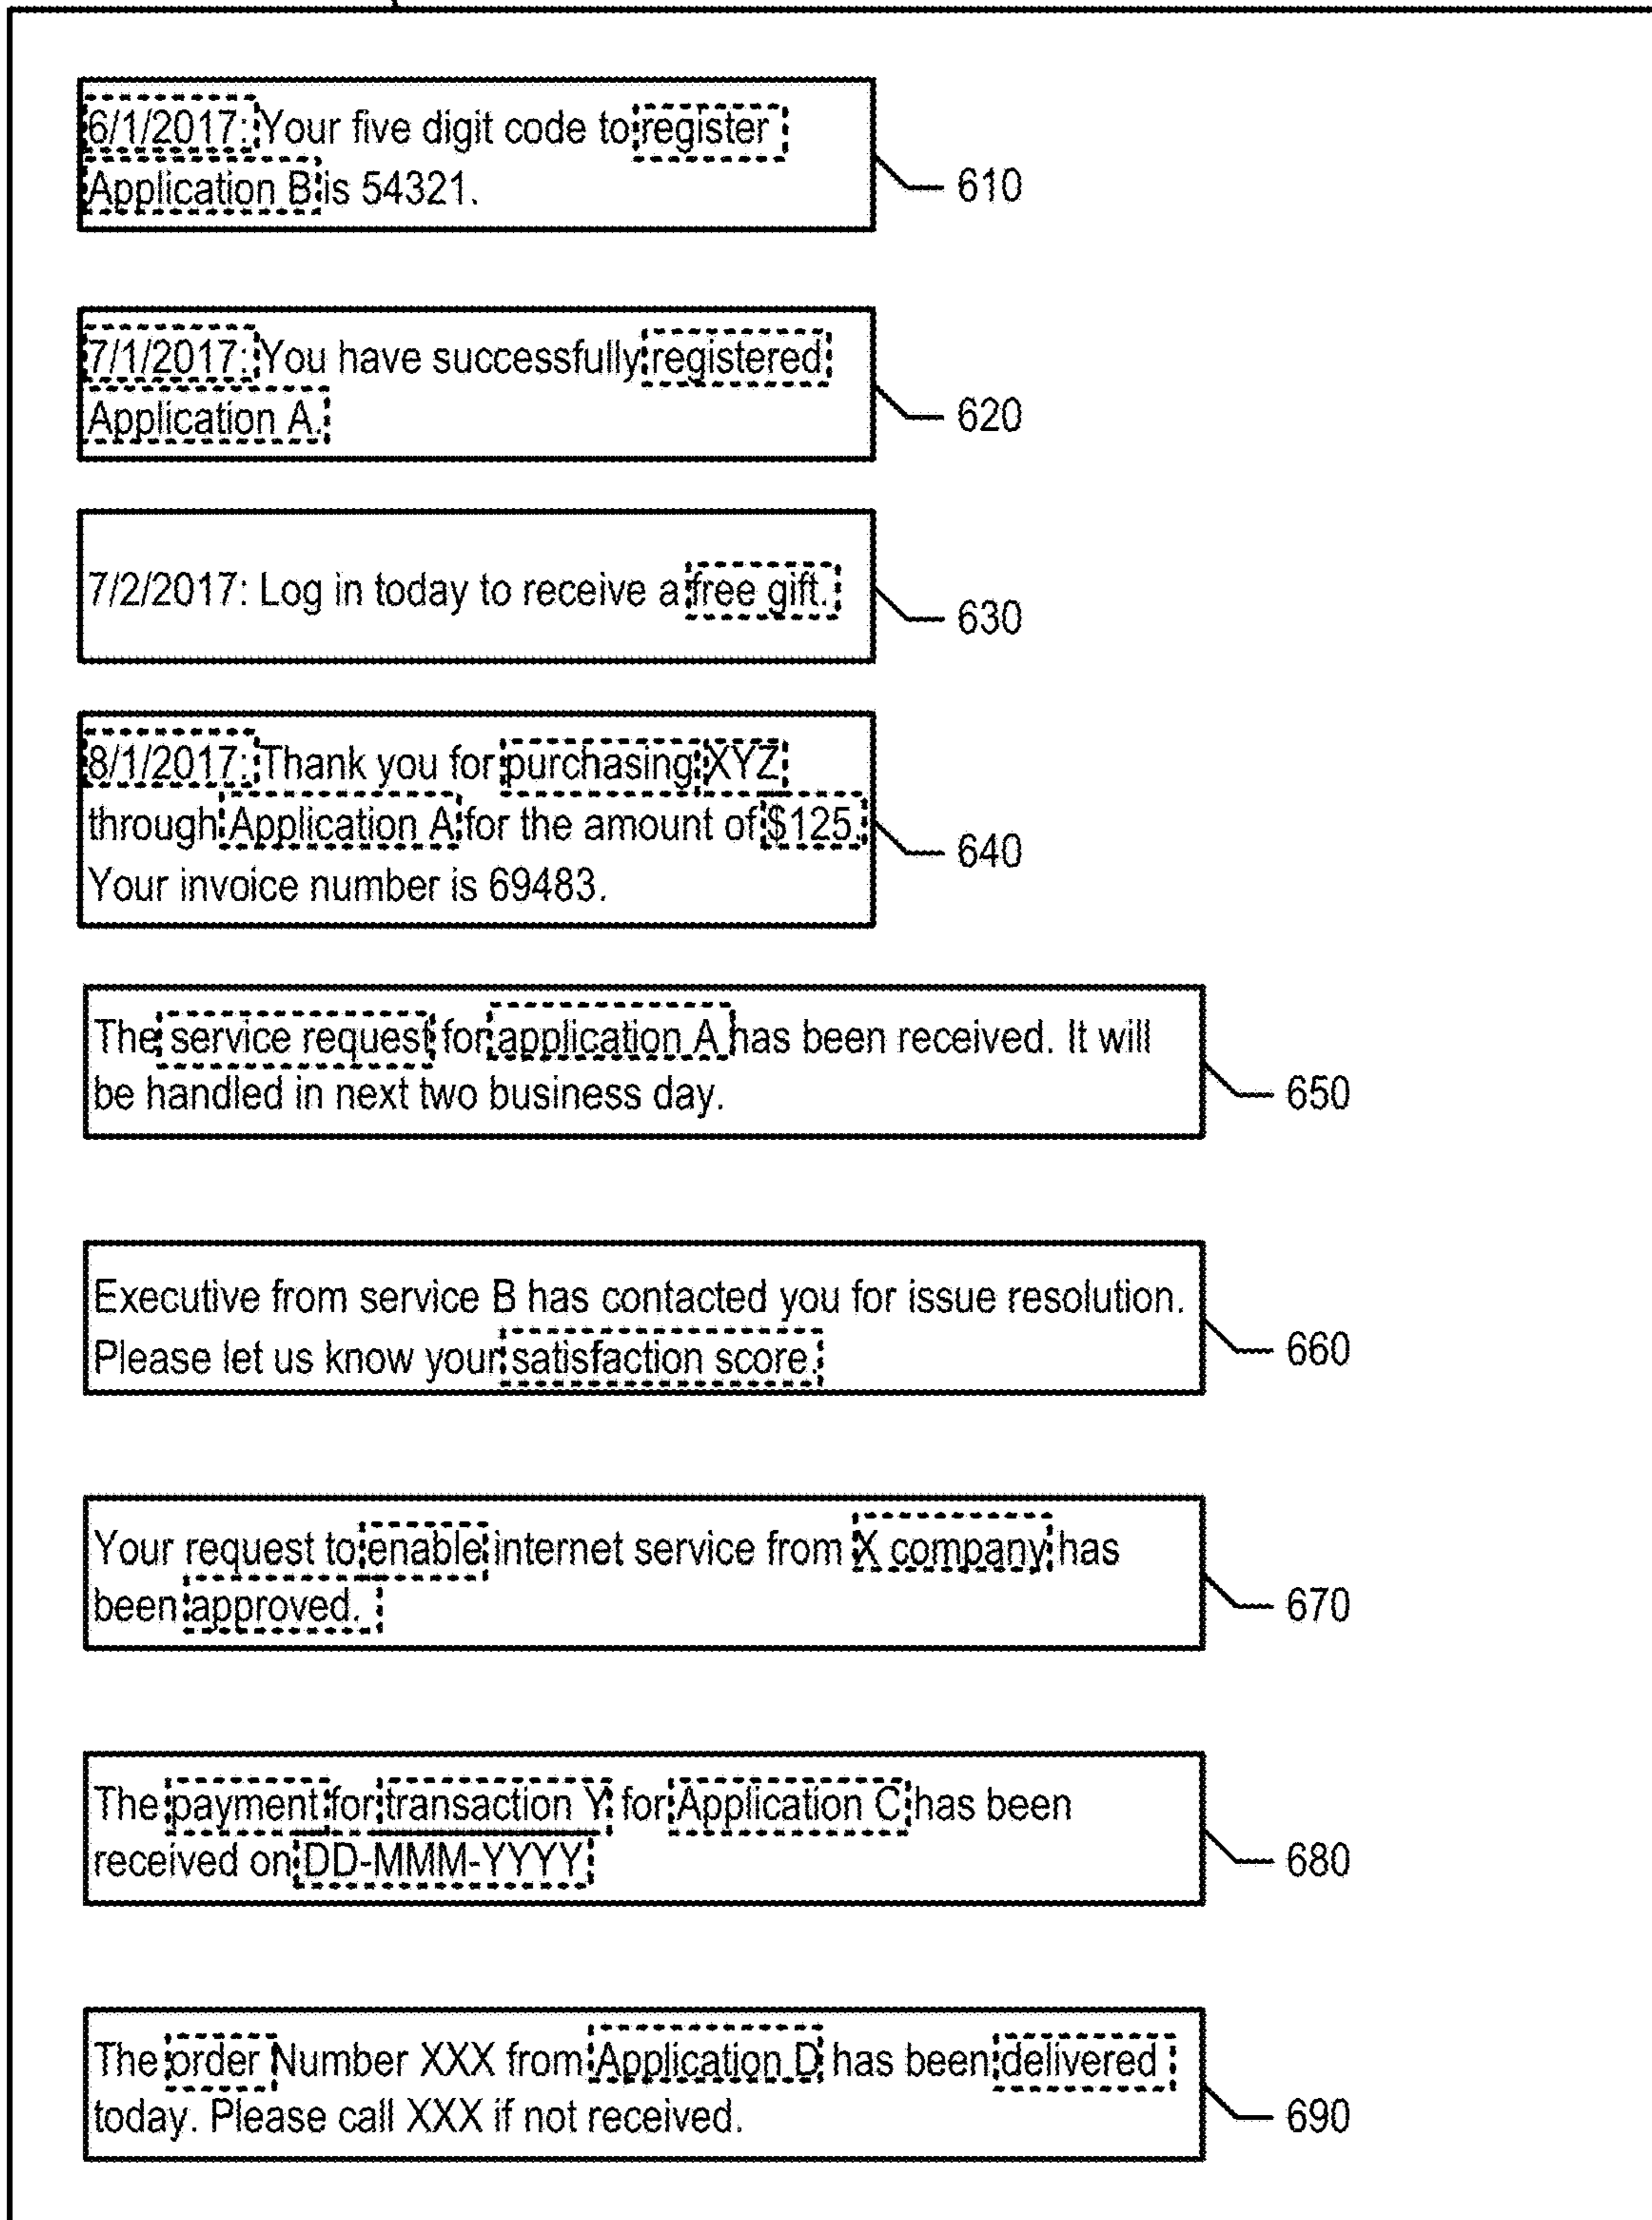 6/1/2017: Your five digit code to register
Application B is 54321.
610
7/1/2017: You have successfully registered
Application A.
620
7/2/2017: Log in today to receive a free gift.
630
8/1/2017: Thank you for purchasing XYZ
through Application A for the amount of $125.
Your invoice number is 69483.
640
The service request for application A has been received. It will
be handled in next two business day.
650
Executive from service B has contacted you for issue resolution.
Please let us know your satisfaction score.
660
Your request to enable internet service from X company has
been approved.
670
The payment for transaction Y for Application C has been
received on DD-MMM-YYYY
680
The order Number XXX from Application D has been delivered
today. Please call XXX if not received.
690